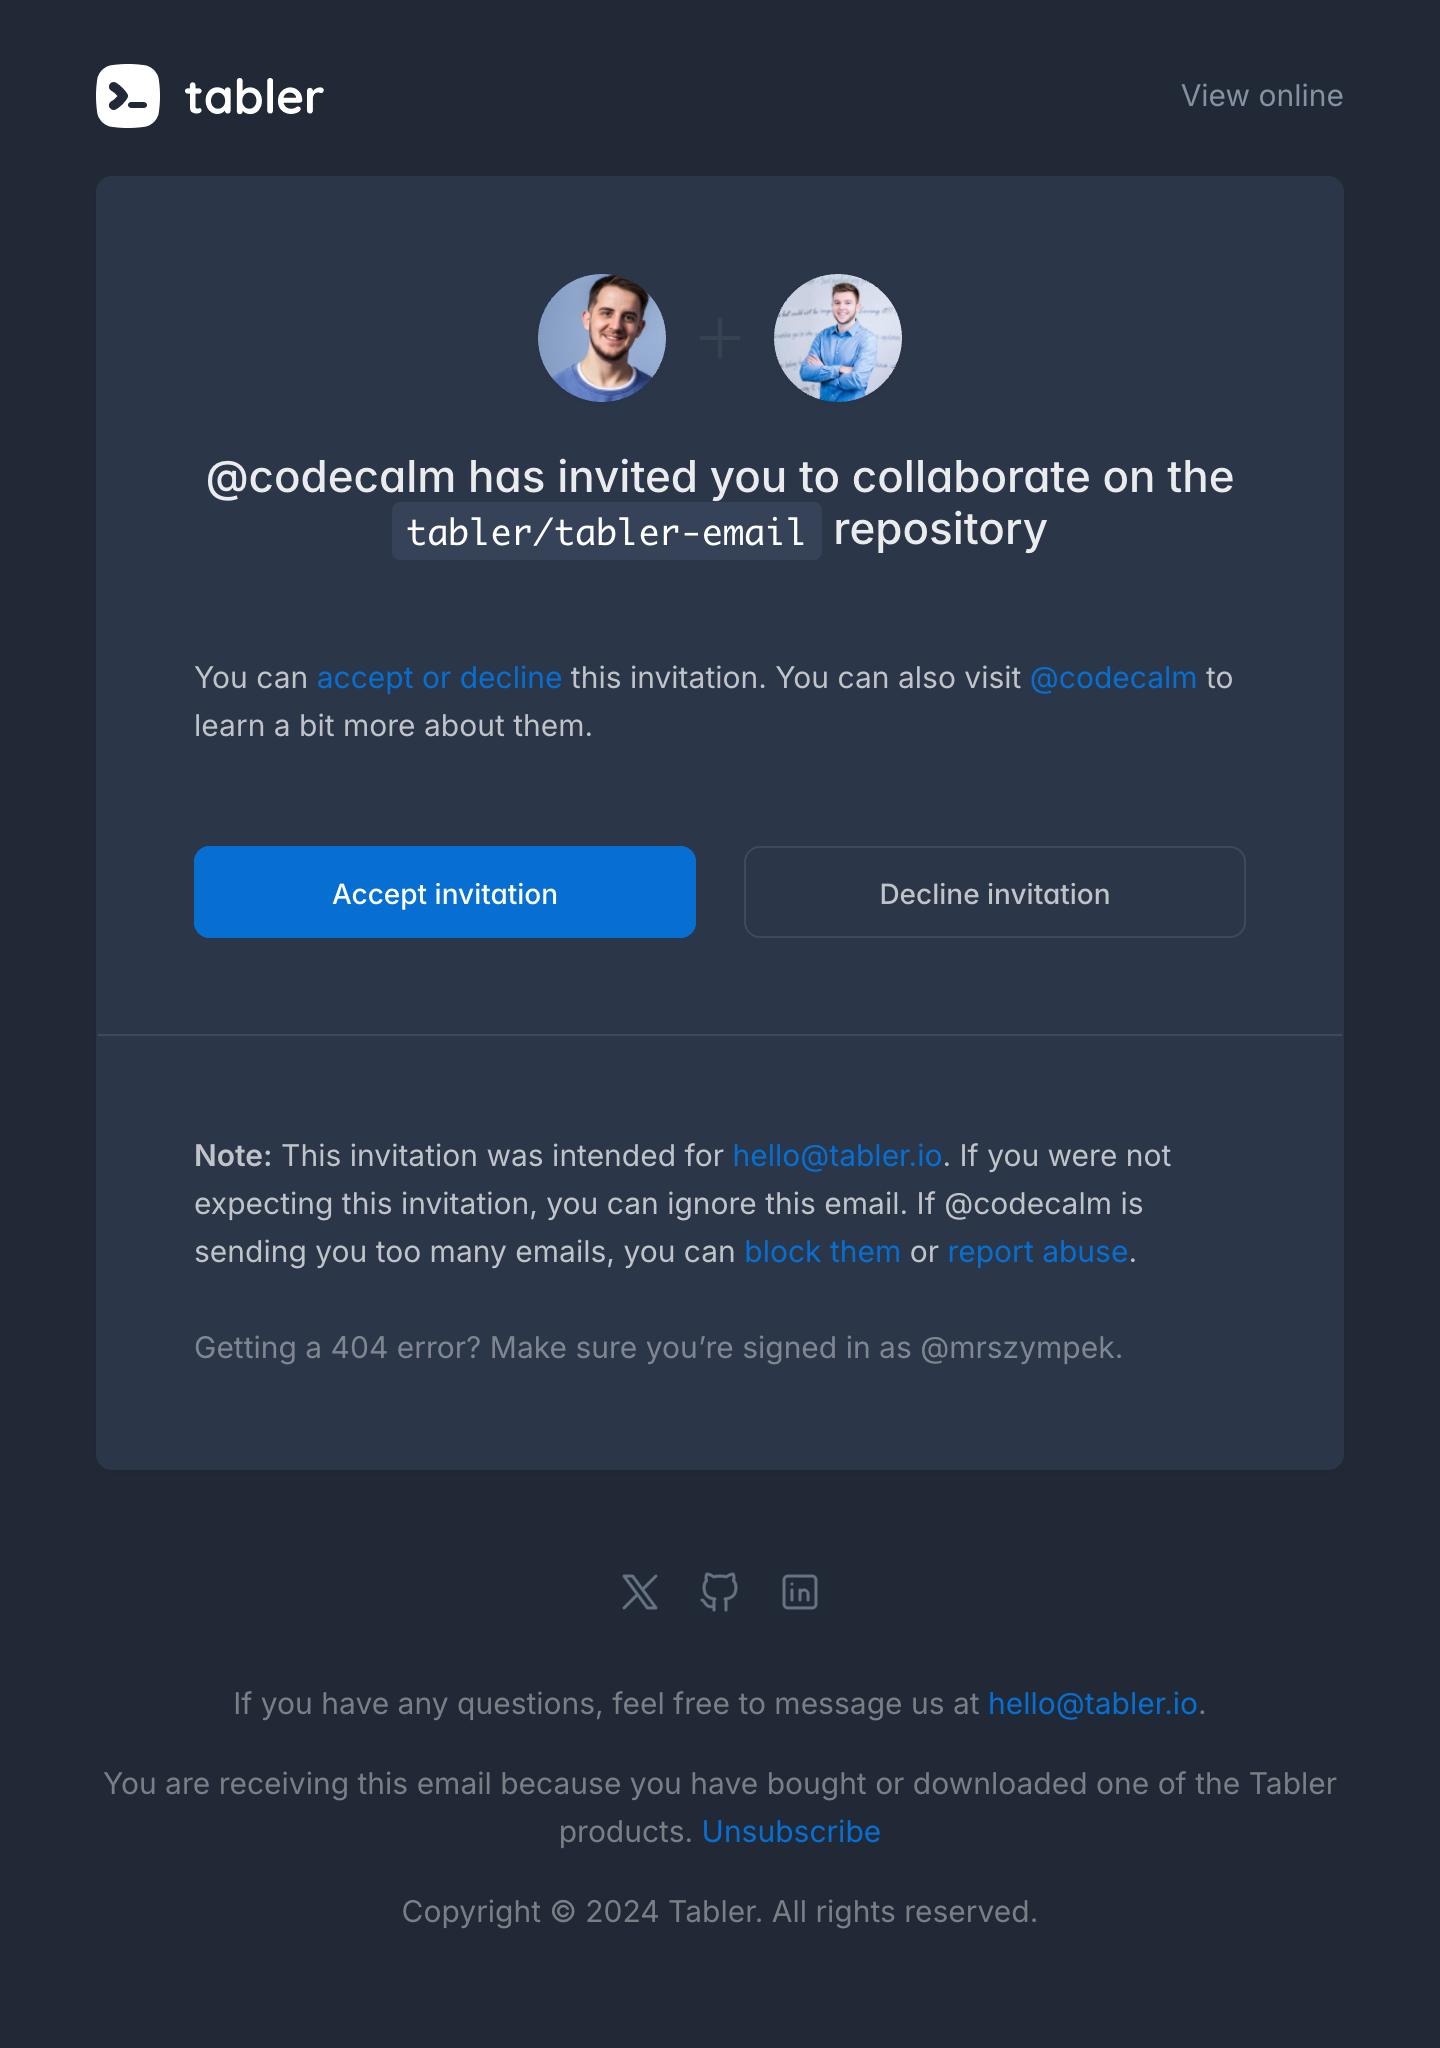 tabler
View online
@codecalm has invited you to collaborate on the
tabler/tabler-email repository
You can accept or decline this invitation. You can also visit @codecalm to
learn a bit more about them.
Accept invitation
Decline invitation
Note: This invitation was intended for hello@tabler.io. If you were not
expecting this invitation, you can ignore this email. If @codecalm is
sending you too many emails, you can block them or report abuse.
Getting a 404 error? Make sure you’re signed in as @mrszympek.
If you have any questions, feel free to message us at hello@tabler.io.
You are receiving this email because you have bought or downloaded one of the Tabler
products. Unsubscribe
Copyright © 2024 Tabler. All rights reserved.